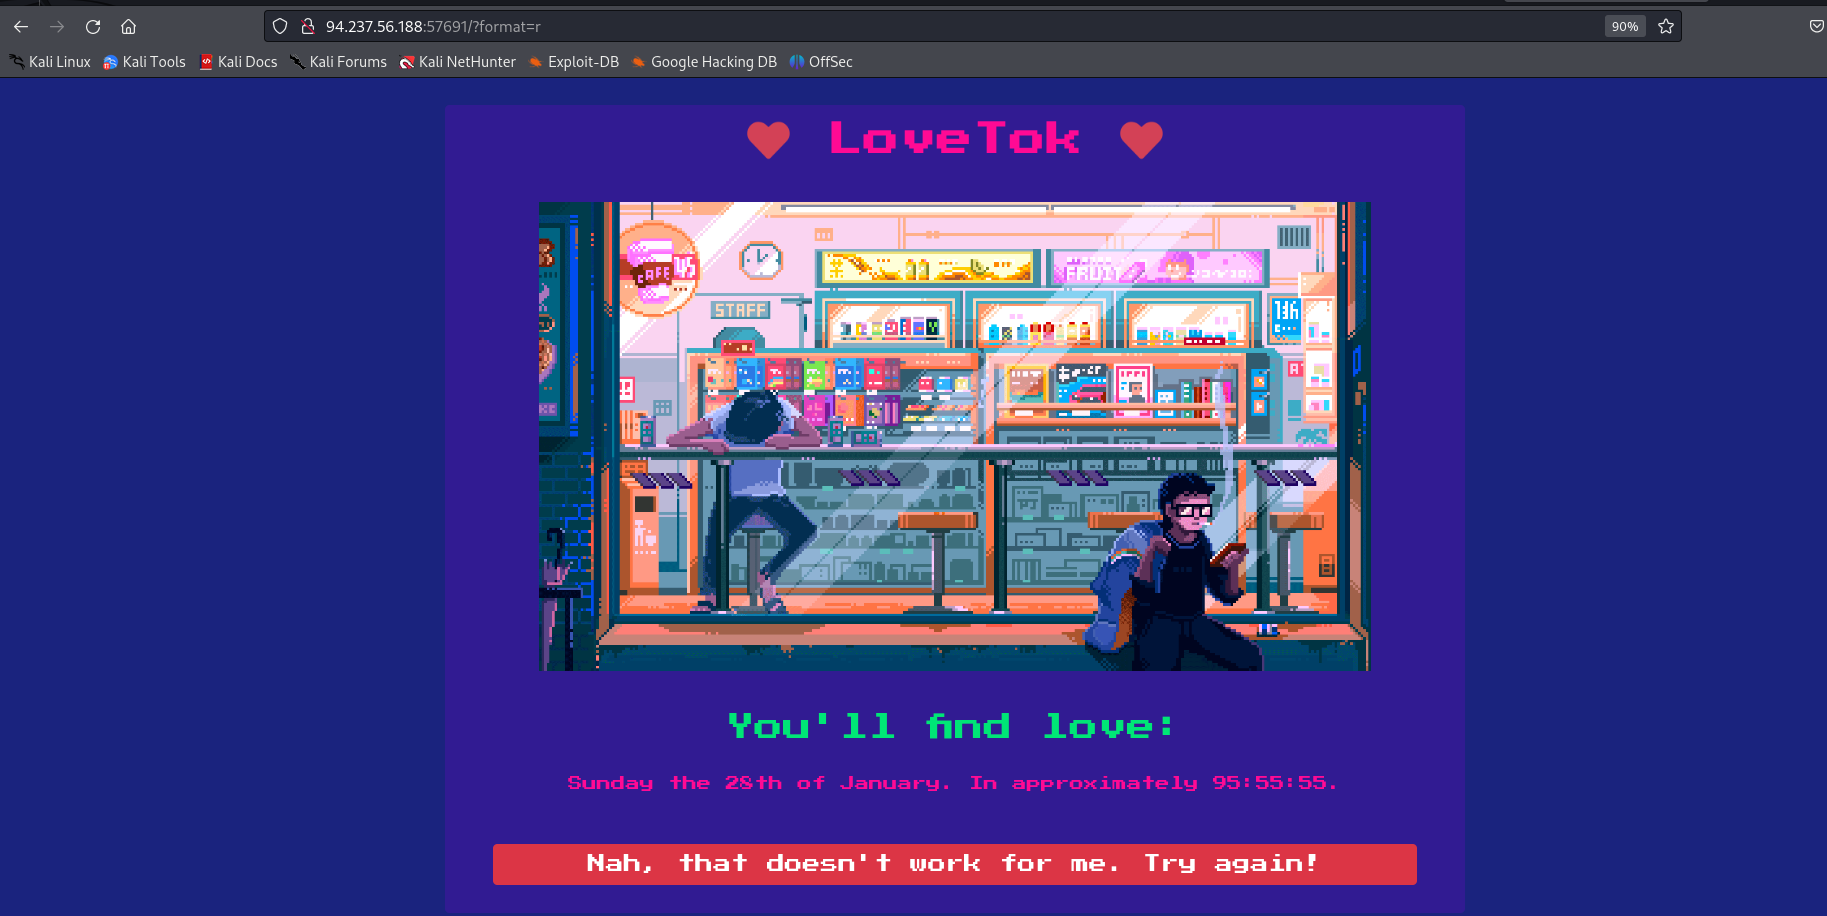 94.237.56.188:57691/?format=r
90%
Kali Linux
Kali Tools
Kali Docs
Kali Forums
Kali NetHunter
Exploit-DB
Google Hacking DB
OffSec
LoveTok
CAFE
45
STAFF
FRUIT
You'll find love:
Sunday the 28th of January. In approximately 95:55:55.
Nah, that doesn't work for me. Try again!